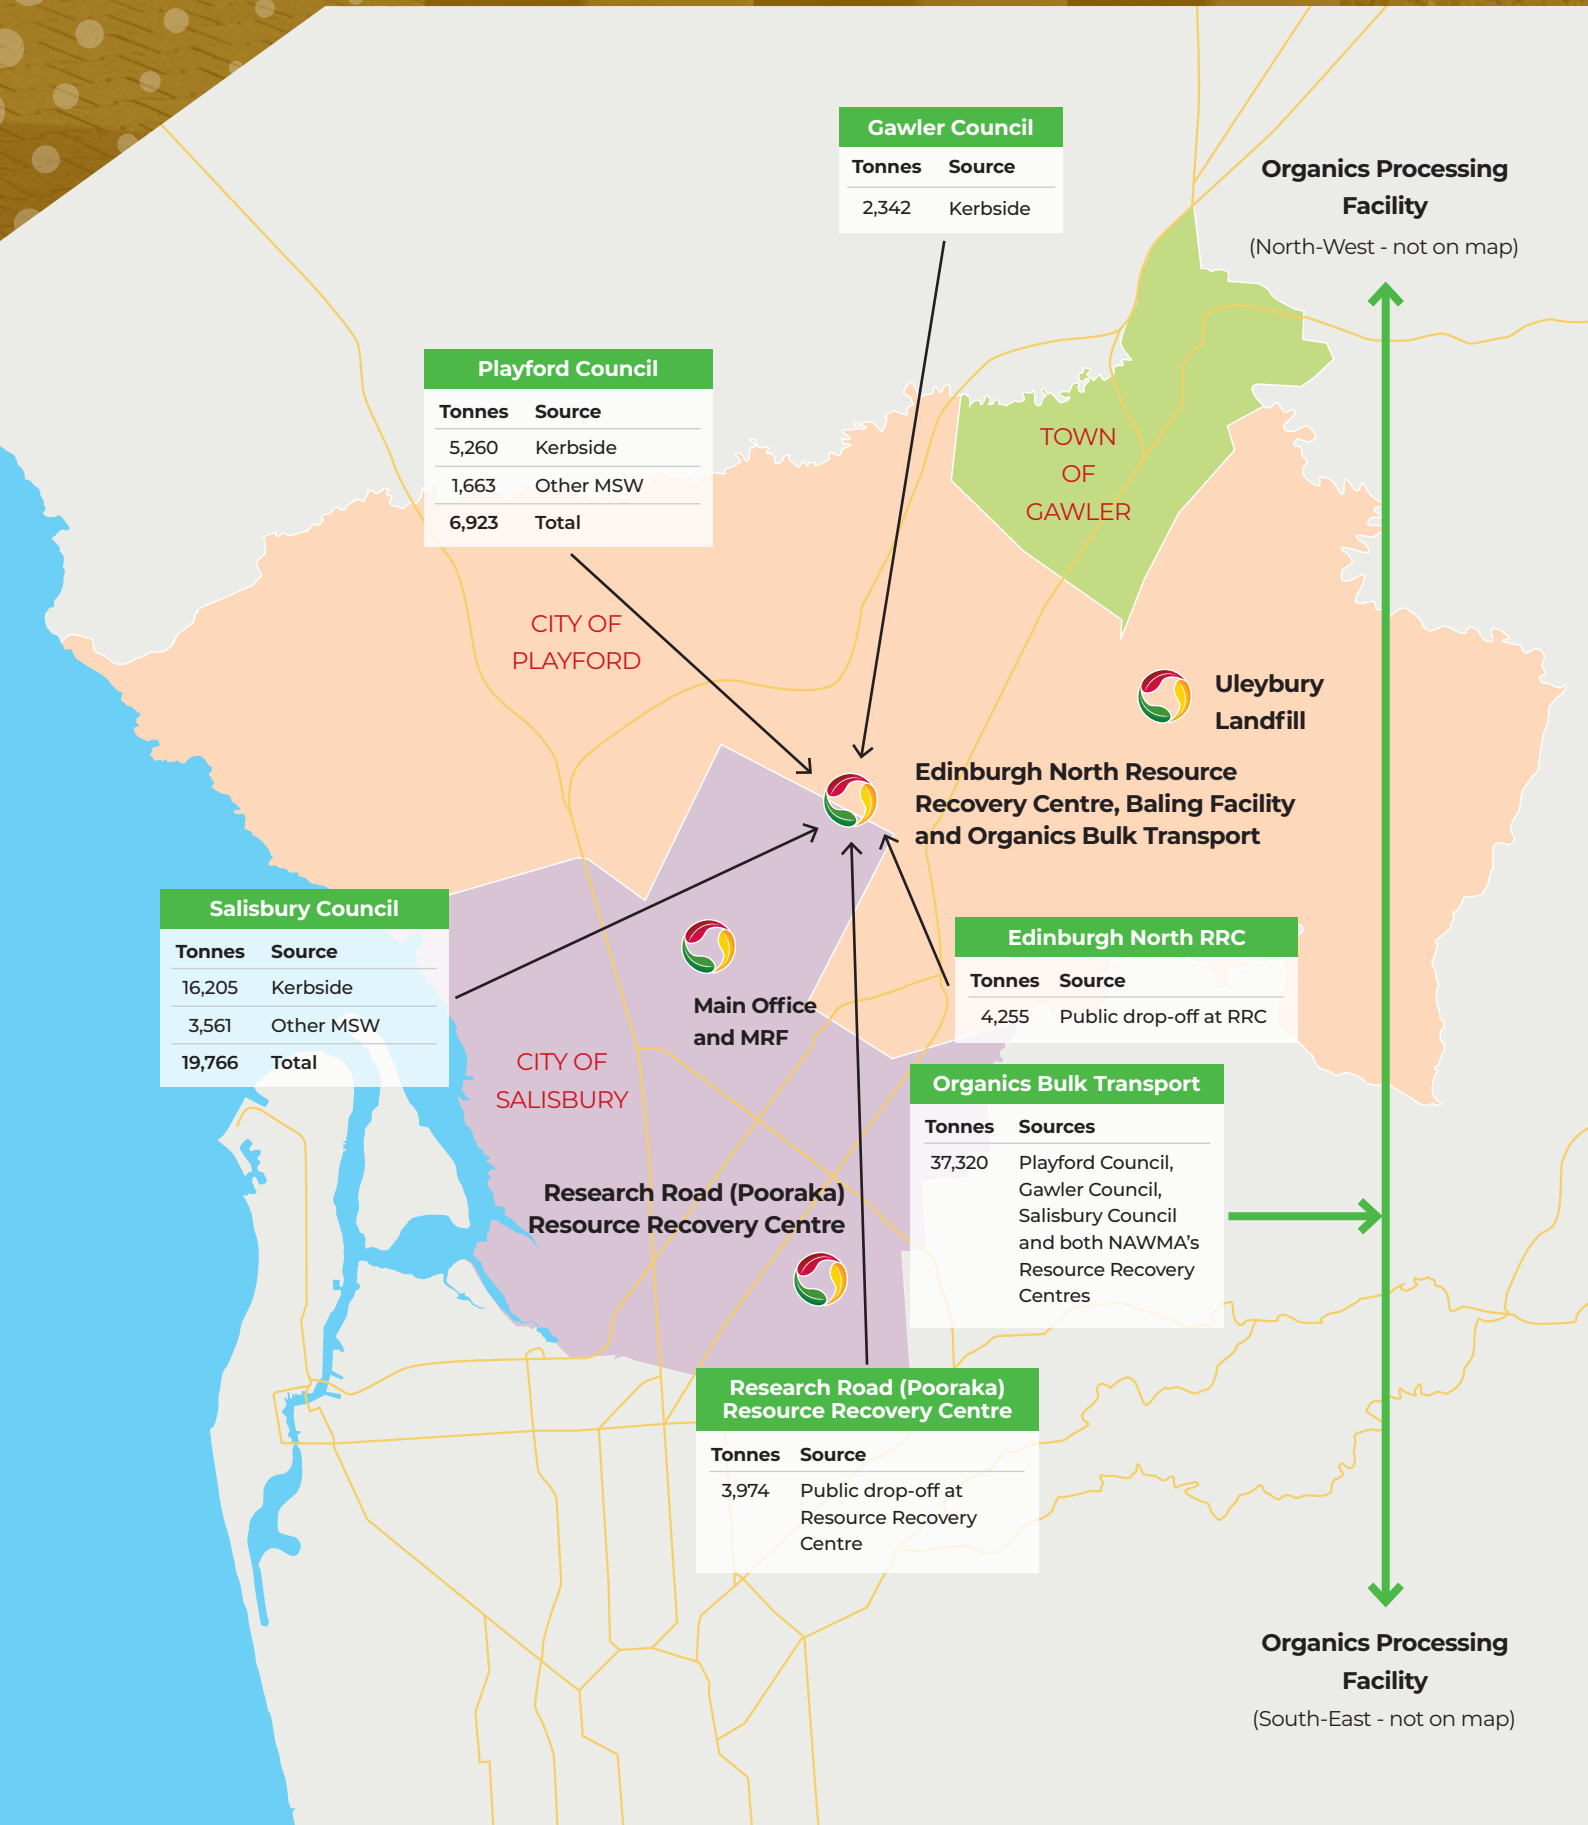 Gawler Council
Tonnes Source
2,342 Kerbside
Organics Processing
Facility
(North-West - not on map)
Playford Council
Tonnes Source
5,260 Kerbside
1,663 Other MSW
6,923 Total
TOWN
OF
GAWLER
CITY OF
PLAYFORD
Uleybury
Landfill
Edinburgh North Resource
Recovery Centre, Baling Facility
and Organics Bulk Transport
Salisbury Council
Tonnes Source
16,205 Kerbside
3,561 Other MSW
19,766 Total
Main Office
and MRF
Edinburgh North RRC
Tonnes Source
4,255 Public drop-off at RRC
CITY OF
SALISBURY
Organics Bulk Transport
Tonnes Sources
37,320 Playford Council,
Gawler Council,
Salisbury Council
and both NAWMA's
Resource Recovery
Centres
Research Road (Pooraka)
Resource Recovery Centre
Research Road (Pooraka)
Resource Recovery Centre
Tonnes Source
3,974 Public drop-off at
Resource Recovery
Centre
Organics Processing
Facility
(South-East - not on map)